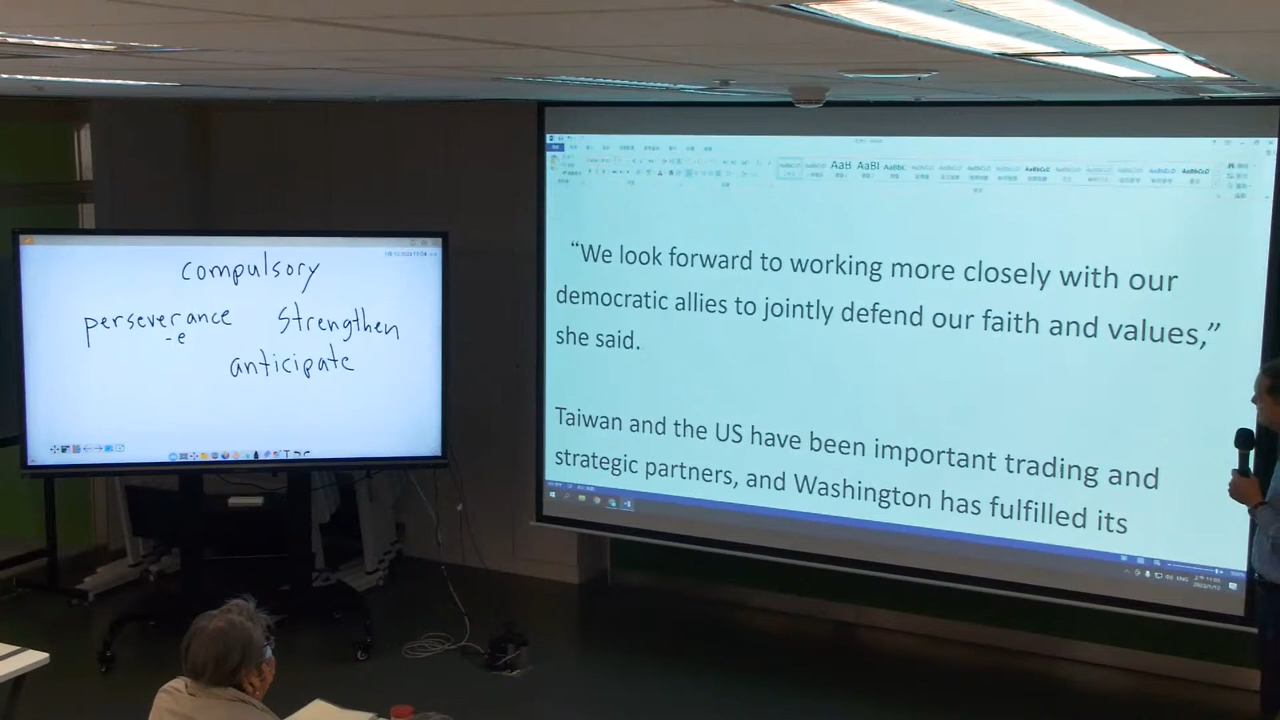 compulsory
perseverance strengthen
-e
anticipate
“We look forward to working more closely with our
democratic allies to jointly defend our faith and values,”
she said.
Taiwan and the US have been important trading and
strategic partners, and Washington has fulfilled its